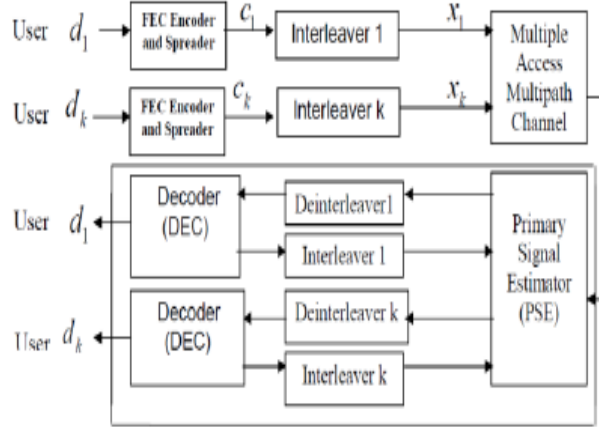 User d₁
FEC Encoder
and Spreader
c₁
Interleaver 1
x₁
Multiple
Access
Multipath
Channel
User dₖ
FEC Encoder
and Spreader
cₖ
Interleaver k
xₖ
User d₁
Decoder
(DEC)
Deinterleaver1
Interleaver 1
Primary
Signal
Estimator
(PSE)
User dₖ
Decoder
(DEC)
Deinterleaver k
Interleaver k